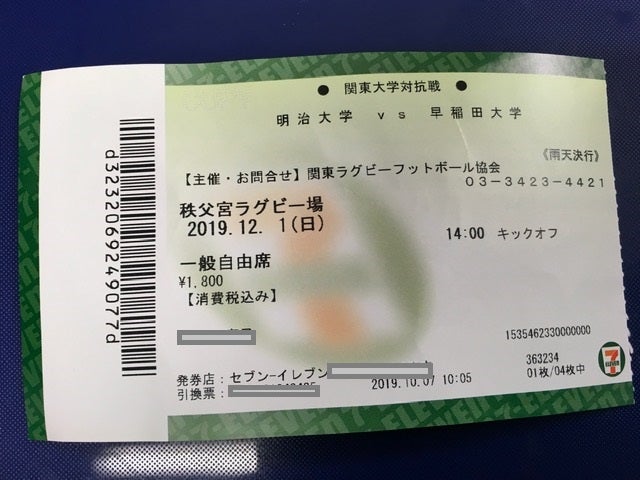 7-ELEVEN
● 関東大学対抗戦 ●
明治大学 vs 早稲田大学
《雨天決行》
【主催・お問合せ】関東ラグビーフットボール協会
03-3423-4421
秩父宮ラグビー場
2019.12. 1(日) 14:00 キックオフ
一般自由席
¥1,800
【消費税込み】
1535462330000000
363234
01枚/04枚中
7 ELEVEN
発券店:セブン-イレブン
2019.10.07 10:05
引換票:
d32320692490077d